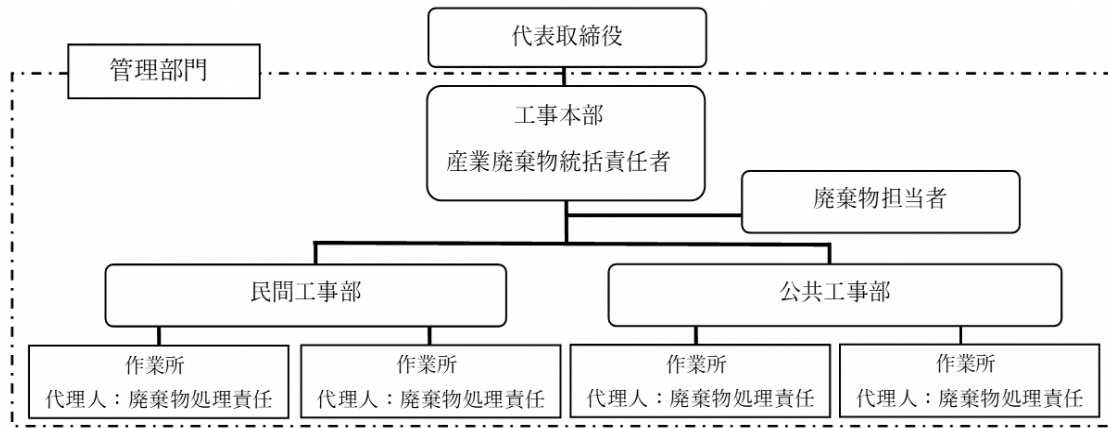 代表取締役
管理部門
工事本部
産業廃棄物統括責任者
廃棄物担当者
民間工事部
公共工事部
作業所
代理人：廃棄物処理責任
作業所
代理人：廃棄物処理責任
作業所
代理人：廃棄物処理責任
作業所
代理人：廃棄物処理責任